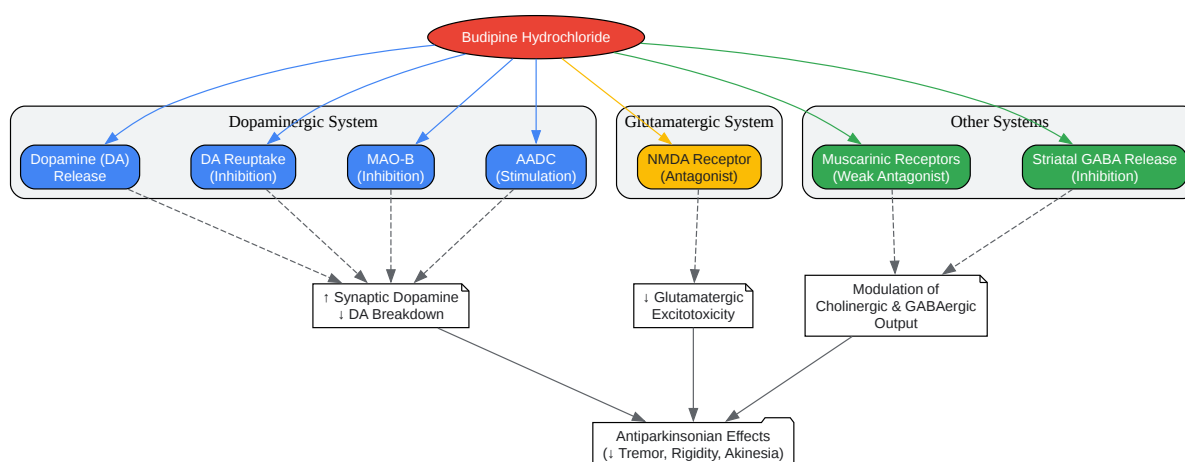 Budipine Hydrochloride
Dopaminergic System
Glutamatergic System
Other Systems
Dopamine (DA)
Release
DA Reuptake
(Inhibition)
MAO-B
(Inhibition)
AADC
(Stimulation)
NMDA Receptor
(Antagonist)
Muscarinic Receptors
(Weak Antagonist)
Striatal GABA Release
(Inhibition)
↑ Synaptic Dopamine
↓ DA Breakdown
↓ Glutamatergic
Excitotoxicity
Modulation of
Cholinergic & GABAergic
Output
Antiparkinsonian Effects
(↓ Tremor, Rigidity, Akinesia)